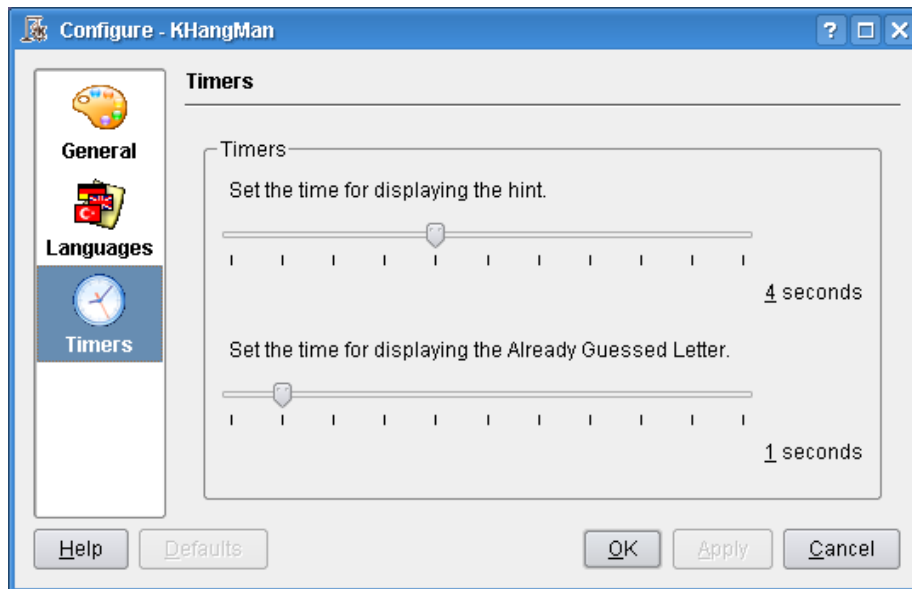 Configure - KHangMan
General
Languages
Timers
Timers
Timers
Set the time for displaying the hint.
4 seconds
Set the time for displaying the Already Guessed Letter.
1 seconds
Help
Defaults
OK
Apply
Cancel